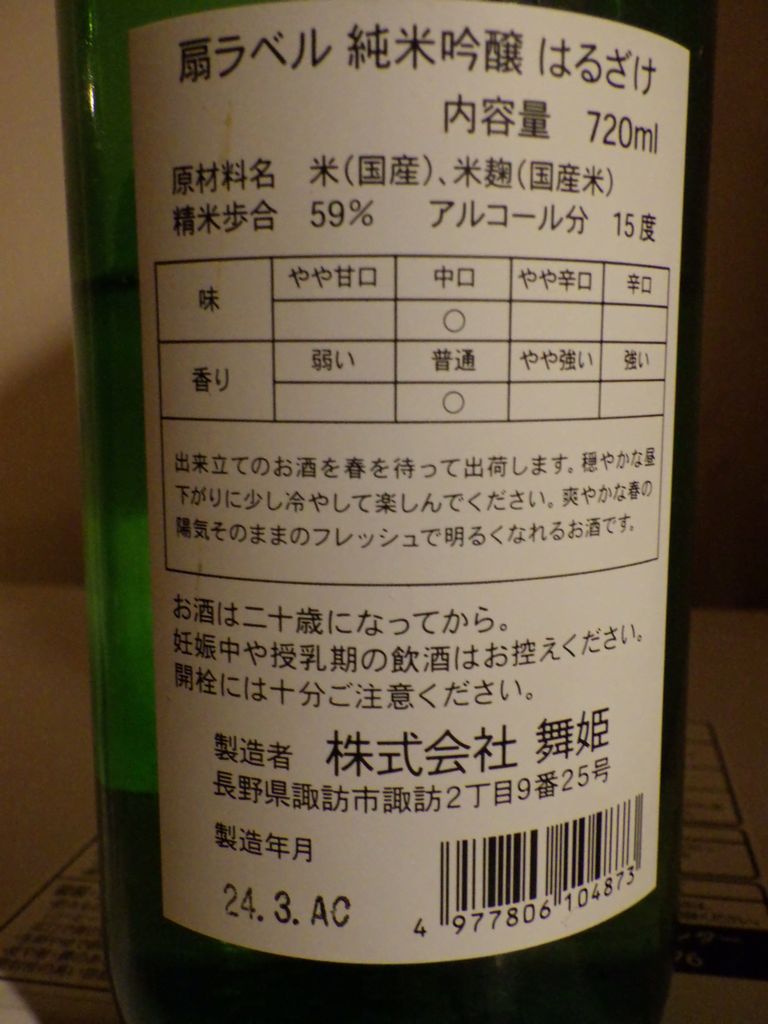 扇ラベル 純米吟醸 はるざけ
内容量 720ml
原材料名 米(国産)、米麹(国産米)
精米歩合 59% アルコール分 15度
味 やや甘口 中口 やや辛口 辛口
○
香り 弱い 普通 やや強い 強い
○
出来立てのお酒を春を待って出荷します。穏やかな昼
下がりに少し冷やして楽しんでください。爽やかな春の
陽気そのままのフレッシュで明るくなれるお酒です。
お酒は二十歳になってから。
妊娠中や授乳期の飲酒はお控えください。
開栓には十分ご注意ください。
製造者 株式会社 舞姫
長野県諏訪市諏訪2丁目9番25号
製造年月
24.3.AC
4 977806 104873